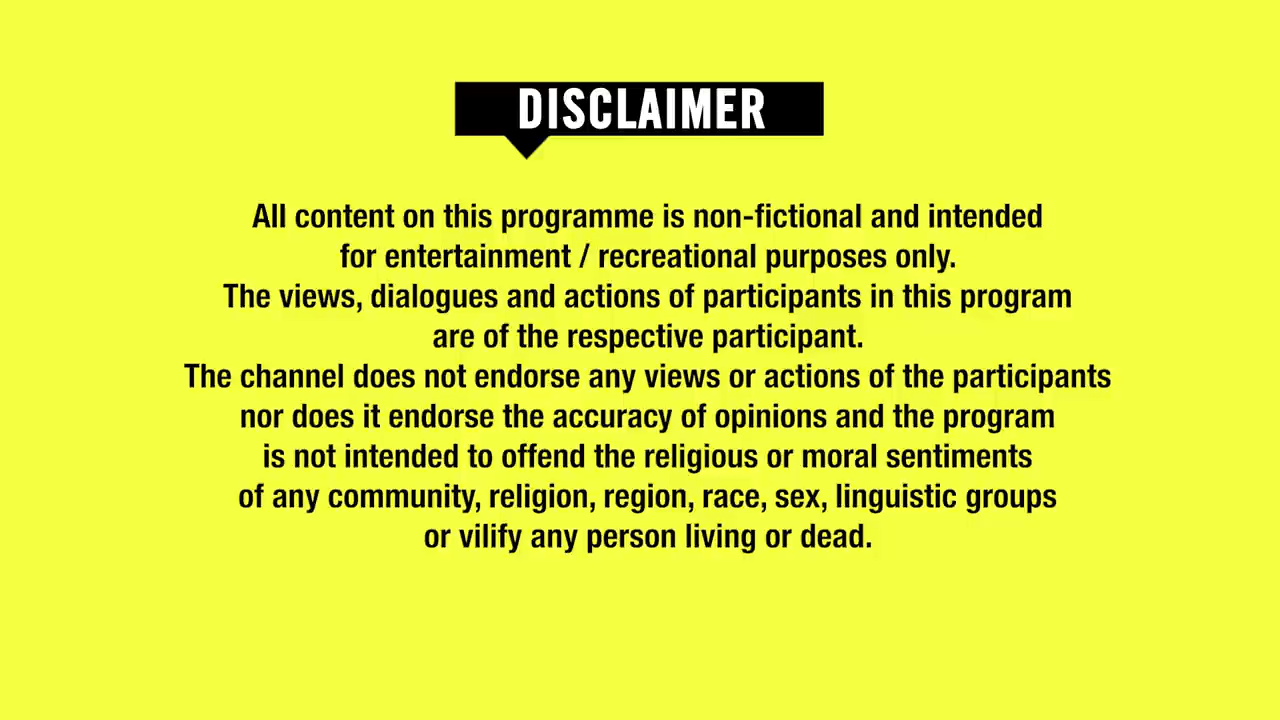 DISCLAIMER
All content on this programme is non-fictional and intended
for entertainment / recreational purposes only.
The views, dialogues and actions of participants in this program
are of the respective participant.
The channel does not endorse any views or actions of the participants
nor does it endorse the accuracy of opinions and the program
is not intended to offend the religious or moral sentiments
of any community, religion, region, race, sex, linguistic groups
or vilify any person living or dead.